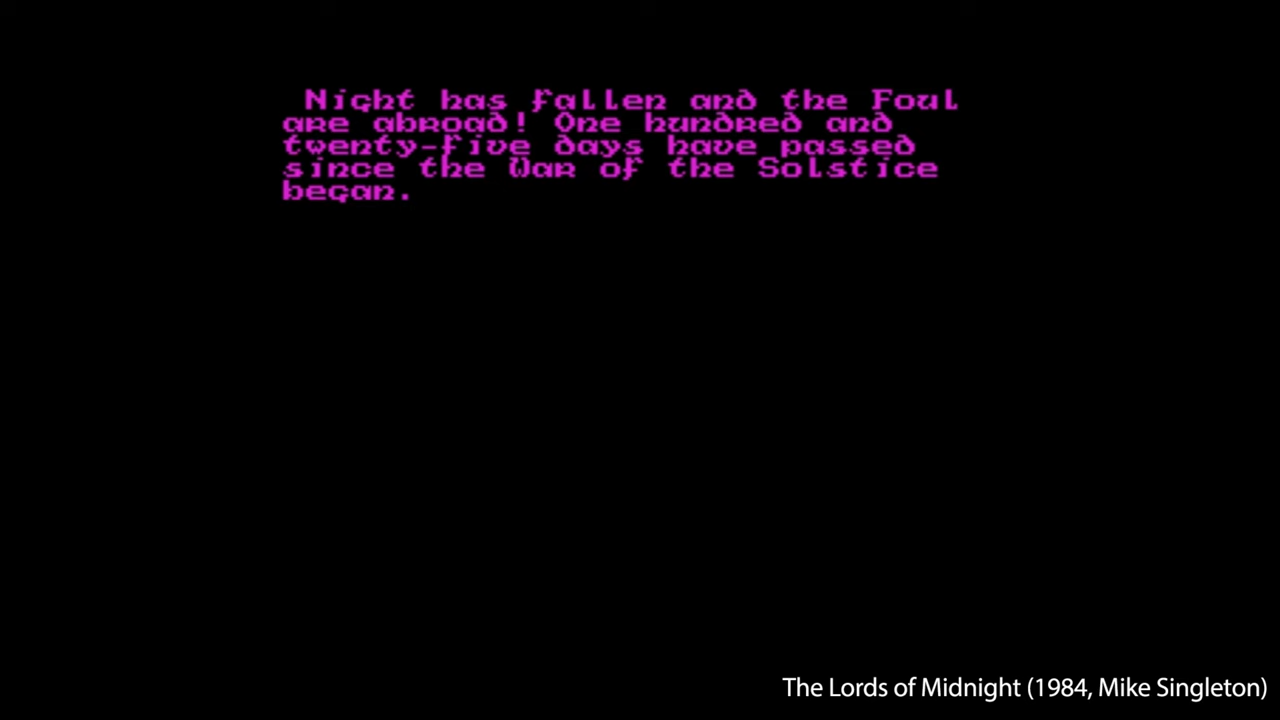 Night has fallen and the Foul
are abroad! One hundred and
twenty-five days have passed
since the War of the Solstice
began.
The Lords of Midnight (1984, Mike Singleton)